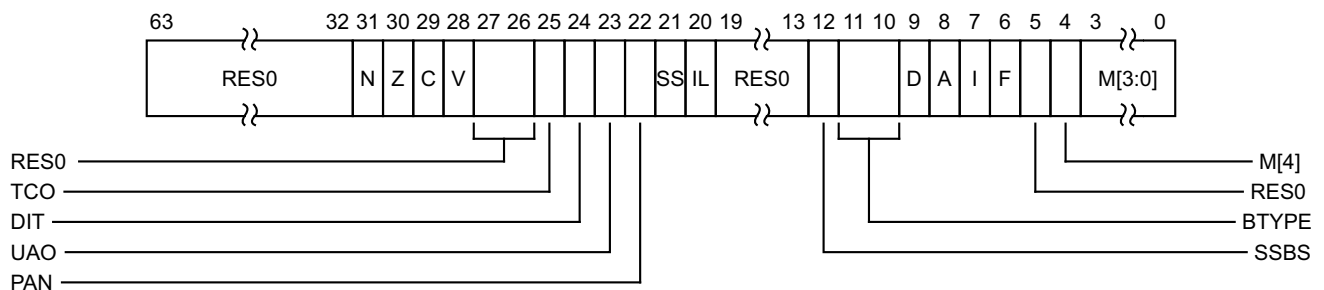 63 32 31 30 29 28 27 26 25 24 23 22 21 20 19 13 12 11 10 9 8 7 6 5 4 3 0
RES0 N Z C V SS IL RES0 D A I F M[3:0]
RES0 M[4]
TCO RES0
DIT BTYPE
UAO SSBS
PAN